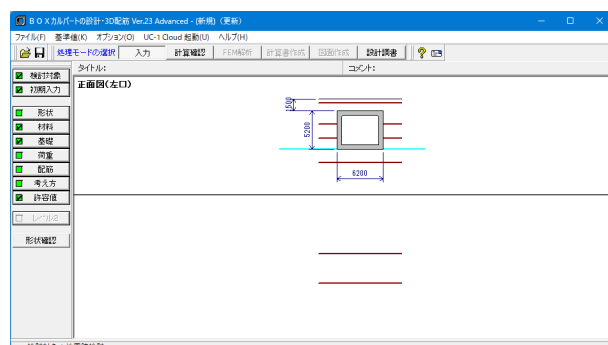 BOXカルバートの設計・3D配筋 Ver.23 Advanced - (新規) (更新)
ファイル(F) 基準値(K) オプション(O) UC-1 Cloud 起動(U) ヘルプ(H)
処理モードの選択 入力 計算確認 FEM解析 計算書作成 図面作成 設計調書
タイトル: コメント:
検討対象
初期入力
形状
材料
基礎
荷重
配筋
考え方
許容値
レベル2
形状確認
正面図(左口)
1500
5200
6200